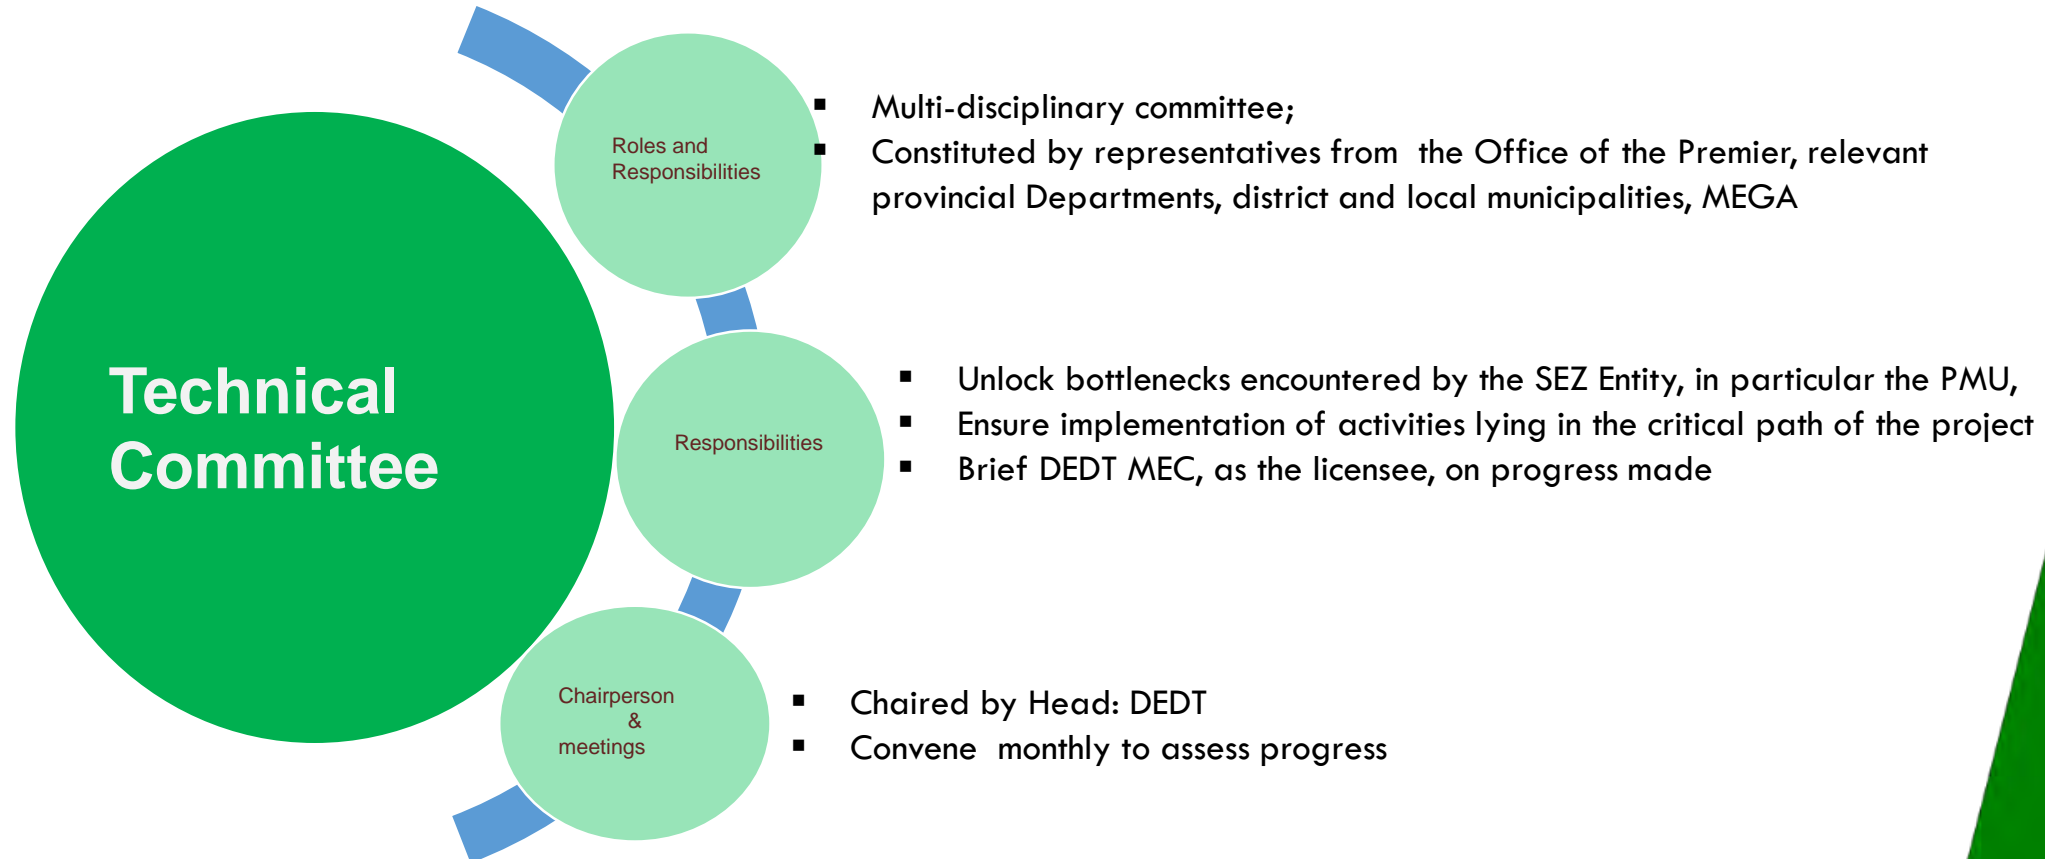 Technical
Committee
Roles and
Responsibilities
▪ Multi-disciplinary committee;
▪ Constituted by representatives from  the Office of the Premier, relevant
provincial Departments, district and local municipalities, MEGA
Responsibilities
▪ Unlock bottlenecks encountered by the SEZ Entity, in particular the PMU,
▪ Ensure implementation of activities lying in the critical path of the project
▪ Brief DEDT MEC, as the licensee, on progress made
Chairperson
&
meetings
▪ Chaired by Head: DEDT
▪ Convene  monthly to assess progress